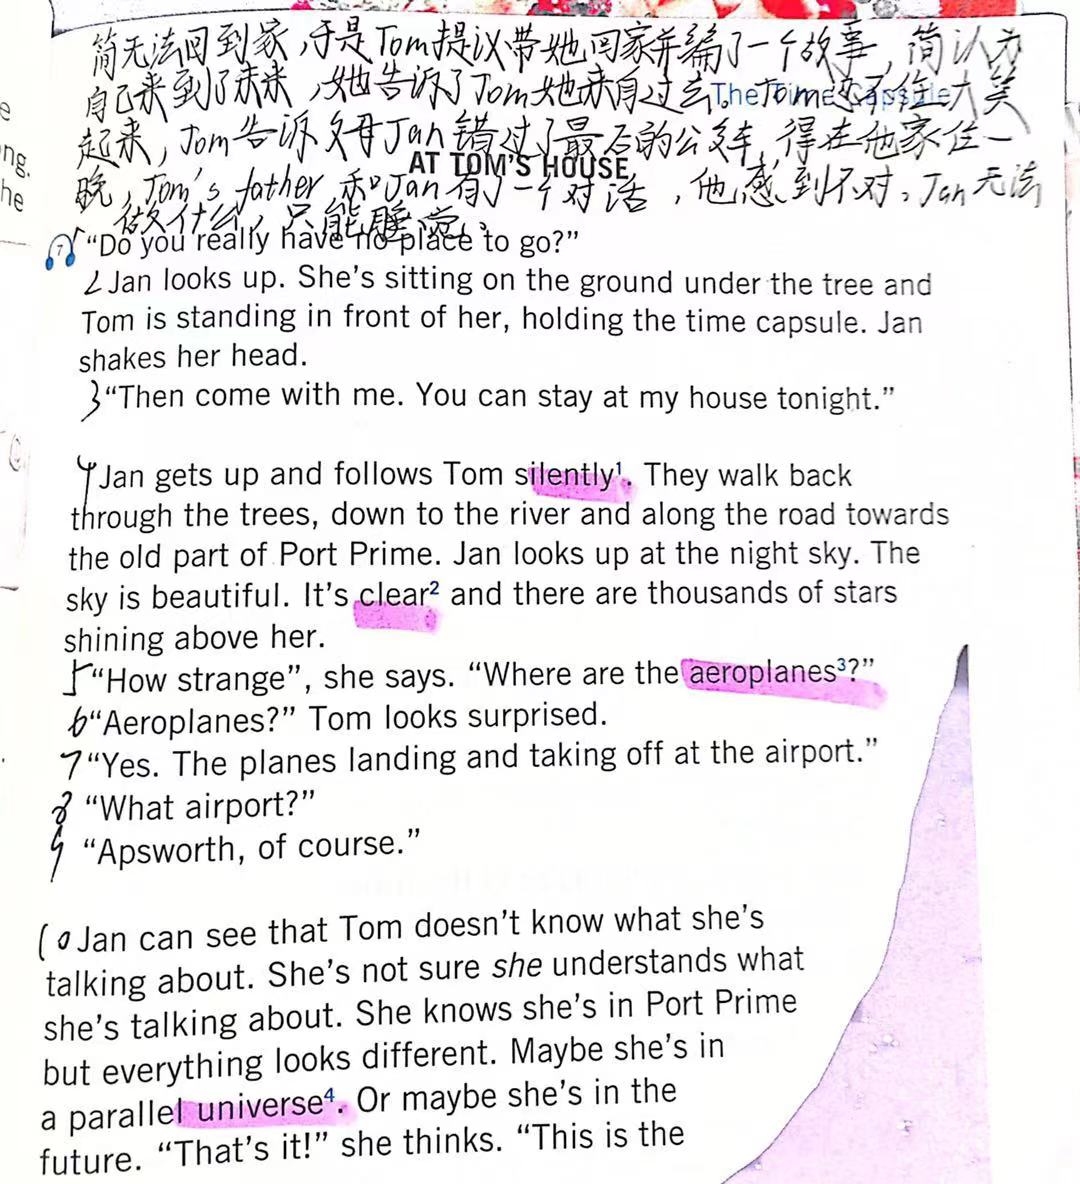 简无法回到家，于是Tom提议带她回家并编了一个故事，简认为
自己来到了未来，她告诉了Tom她来自过去。Tom忍不住大笑
The Time Capsule
起来，Tom告诉父母Jan错过了最后的公交车，得在他家住一
AT TOM'S HOUSE
晚，Tom's father 和Jan有了一个对话，他感到不对。Jan无法
做什么，只能睡觉。
e
ng.
he
7 “Do you really have no place to go?”
2 Jan looks up. She's sitting on the ground under the tree and
Tom is standing in front of her, holding the time capsule. Jan
shakes her head.
3 “Then come with me. You can stay at my house tonight.”
4 Jan gets up and follows Tom silently¹. They walk back
through the trees, down to the river and along the road towards
the old part of Port Prime. Jan looks up at the night sky. The
sky is beautiful. It's clear² and there are thousands of stars
shining above her.
5 “How strange”, she says. “Where are the aeroplanes³?”
6 “Aeroplanes?” Tom looks surprised.
7 “Yes. The planes landing and taking off at the airport.”
8 “What airport?”
9 “Apsworth, of course.”
10 Jan can see that Tom doesn't know what she's
talking about. She's not sure she understands what
she's talking about. She knows she's in Port Prime
but everything looks different. Maybe she's in
a parallel universe⁴. Or maybe she's in the
future. “That's it!” she thinks. “This is the